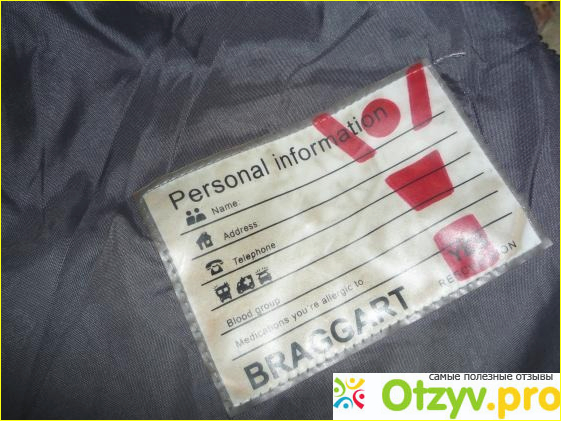 Personal information
Name:
Address:
Telephone
Blood group
Medications you're allergic to
BRAGGART
самые полезные отзывы
Otzyv.pro